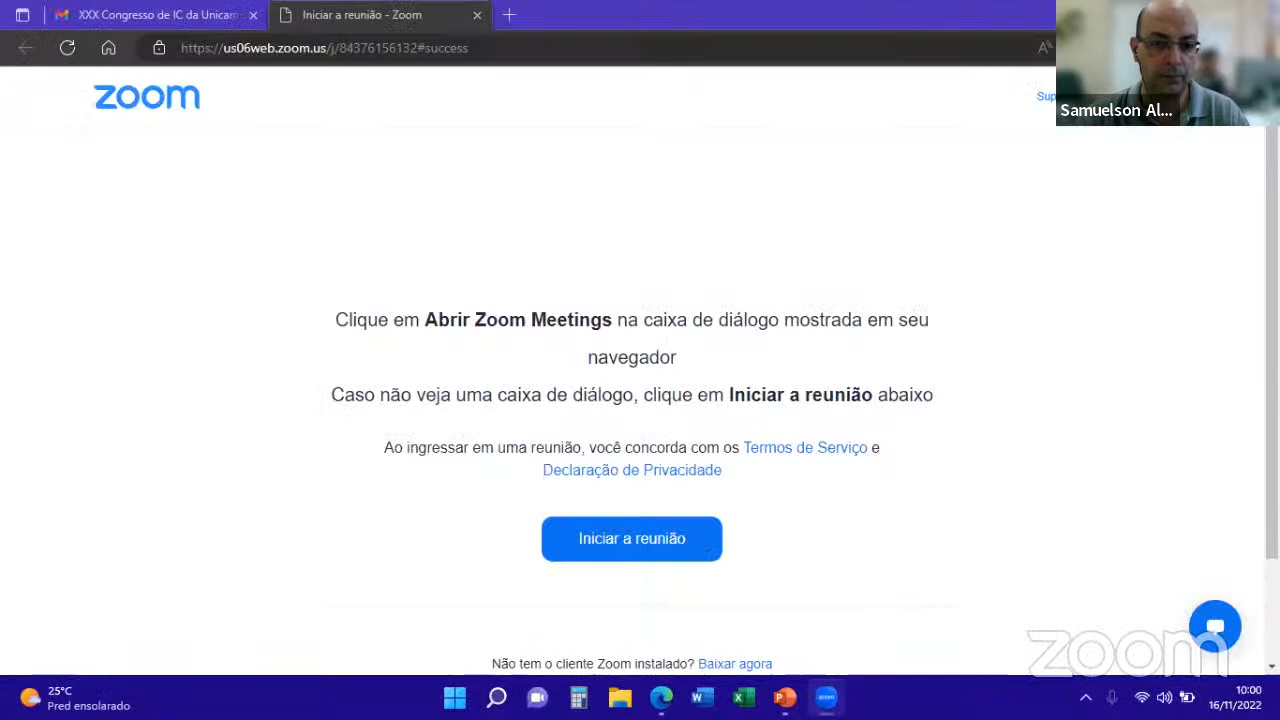 XXX Congresso de IC da Unicam
Iniciar a reunião - Zoom
https://us06web.zoom.us/j/84376156132#success
zoom
Sup
Samuelson Al...
Clique em Abrir Zoom Meetings na caixa de diálogo mostrada em seu
navegador
Caso não veja uma caixa de diálogo, clique em Iniciar a reunião abaixo
Ao ingressar em uma reunião, você concorda com os Termos de Serviço e
Declaração de Privacidade
Iniciar a reunião
Não tem o cliente Zoom instalado? Baixar agora
zoom
25°C
Pred ensolarado
zoom
10:00
16/11/2022